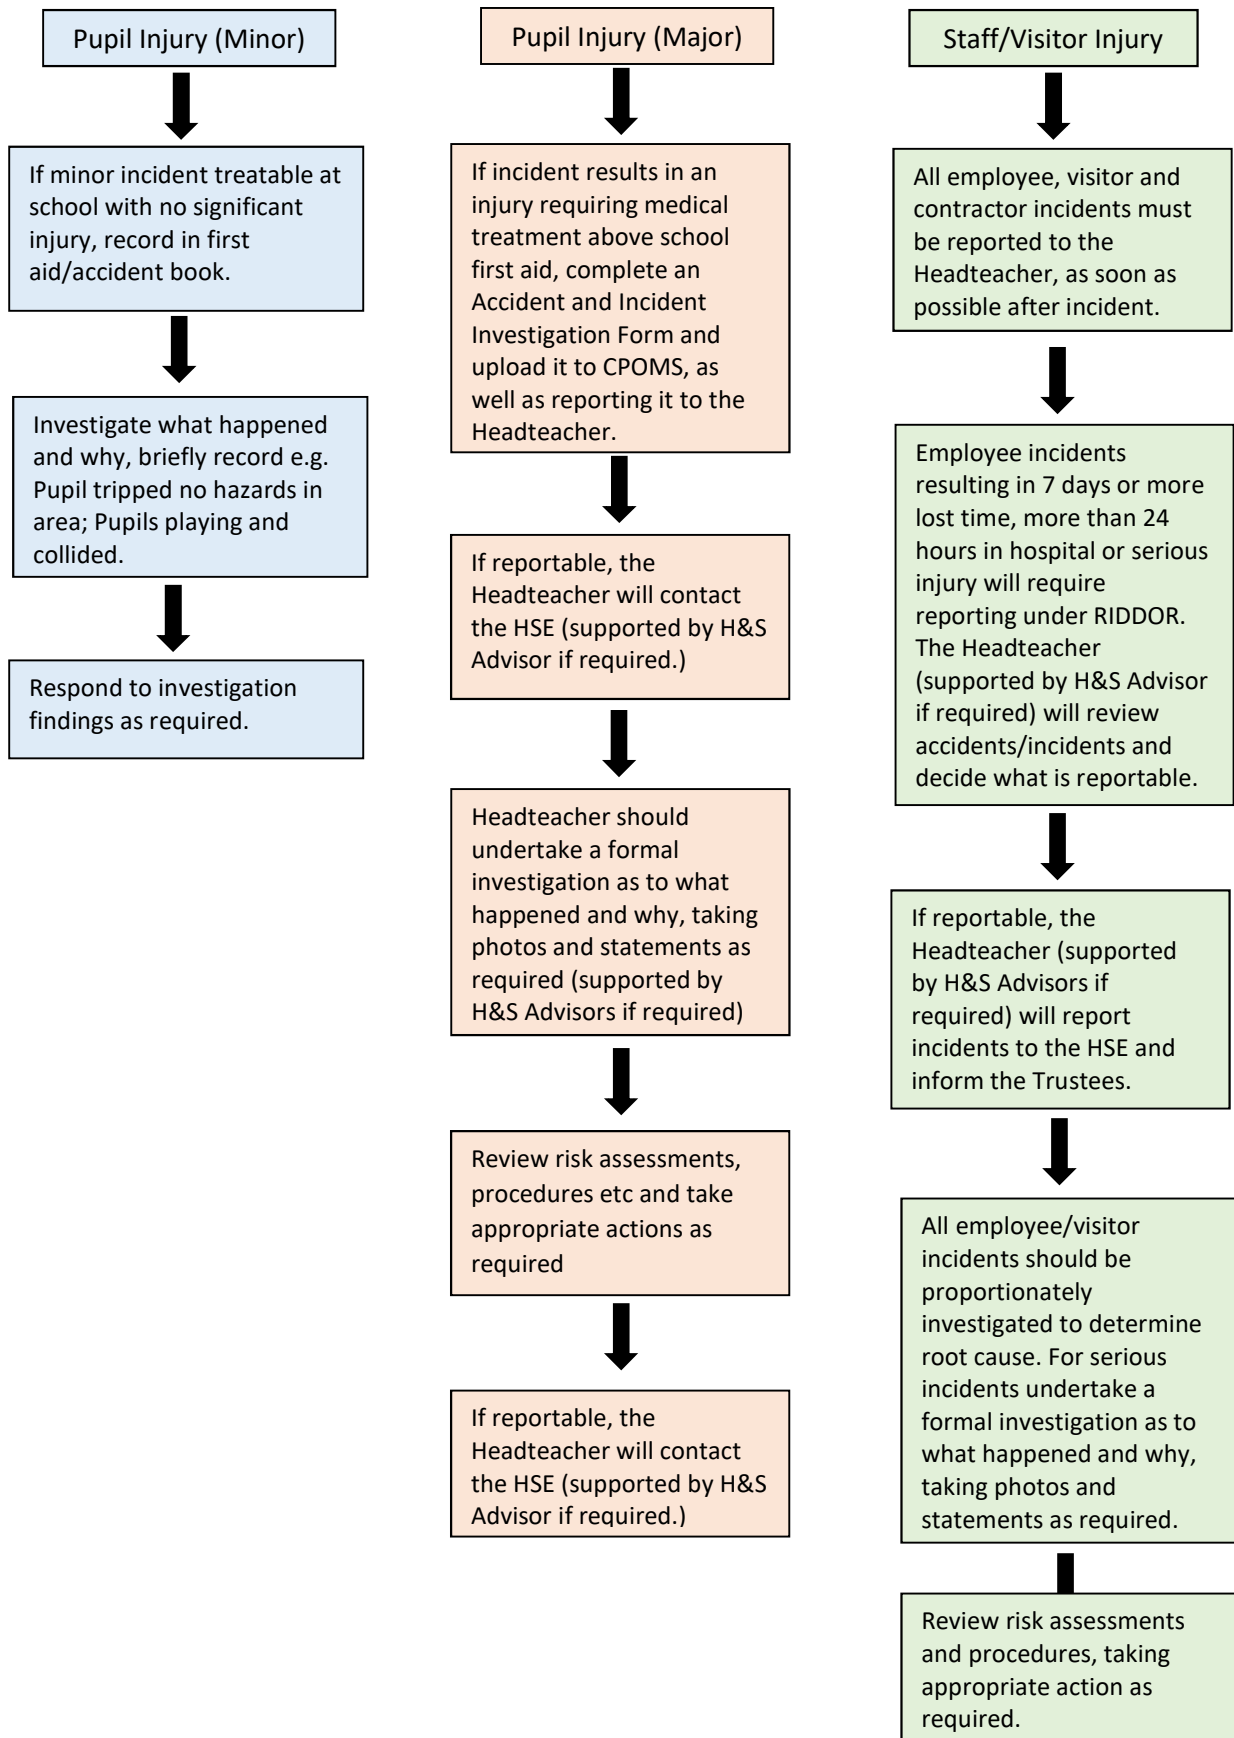 Pupil Injury (Minor)
If minor incident treatable at
school with no significant
injury, record in first
aid/accident book.
Investigate what happened
and why, briefly record e.g.
Pupil tripped no hazards in
area; Pupils playing and
collided.
Respond to investigation
findings as required.
Pupil Injury (Major)
If incident results in an
injury requiring medical
treatment above school
first aid, complete an
Accident and Incident
Investigation Form and
upload it to CPOMS, as
well as reporting it to the
Headteacher.
If reportable, the
Headteacher will contact
the HSE (supported by H&S
Advisor if required.)
Headteacher should
undertake a formal
investigation as to what
happened and why, taking
photos and statements as
required (supported by
H&S Advisors if required)
Review risk assessments,
procedures etc and take
appropriate actions as
required
If reportable, the
Headteacher will contact
the HSE (supported by H&S
Advisor if required.)
Staff/Visitor Injury
All employee, visitor and
contractor incidents must
be reported to the
Headteacher, as soon as
possible after incident.
Employee incidents
resulting in 7 days or more
lost time, more than 24
hours in hospital or serious
injury will require
reporting under RIDDOR.
The Headteacher
(supported by H&S Advisor
if required) will review
accidents/incidents and
decide what is reportable.
If reportable, the
Headteacher (supported
by H&S Advisors if
required) will report
incidents to the HSE and
inform the Trustees.
All employee/visitor
incidents should be
proportionately
investigated to determine
root cause. For serious
incidents undertake a
formal investigation as to
what happened and why,
taking photos and
statements as required.
Review risk assessments
and procedures, taking
appropriate action as
required.